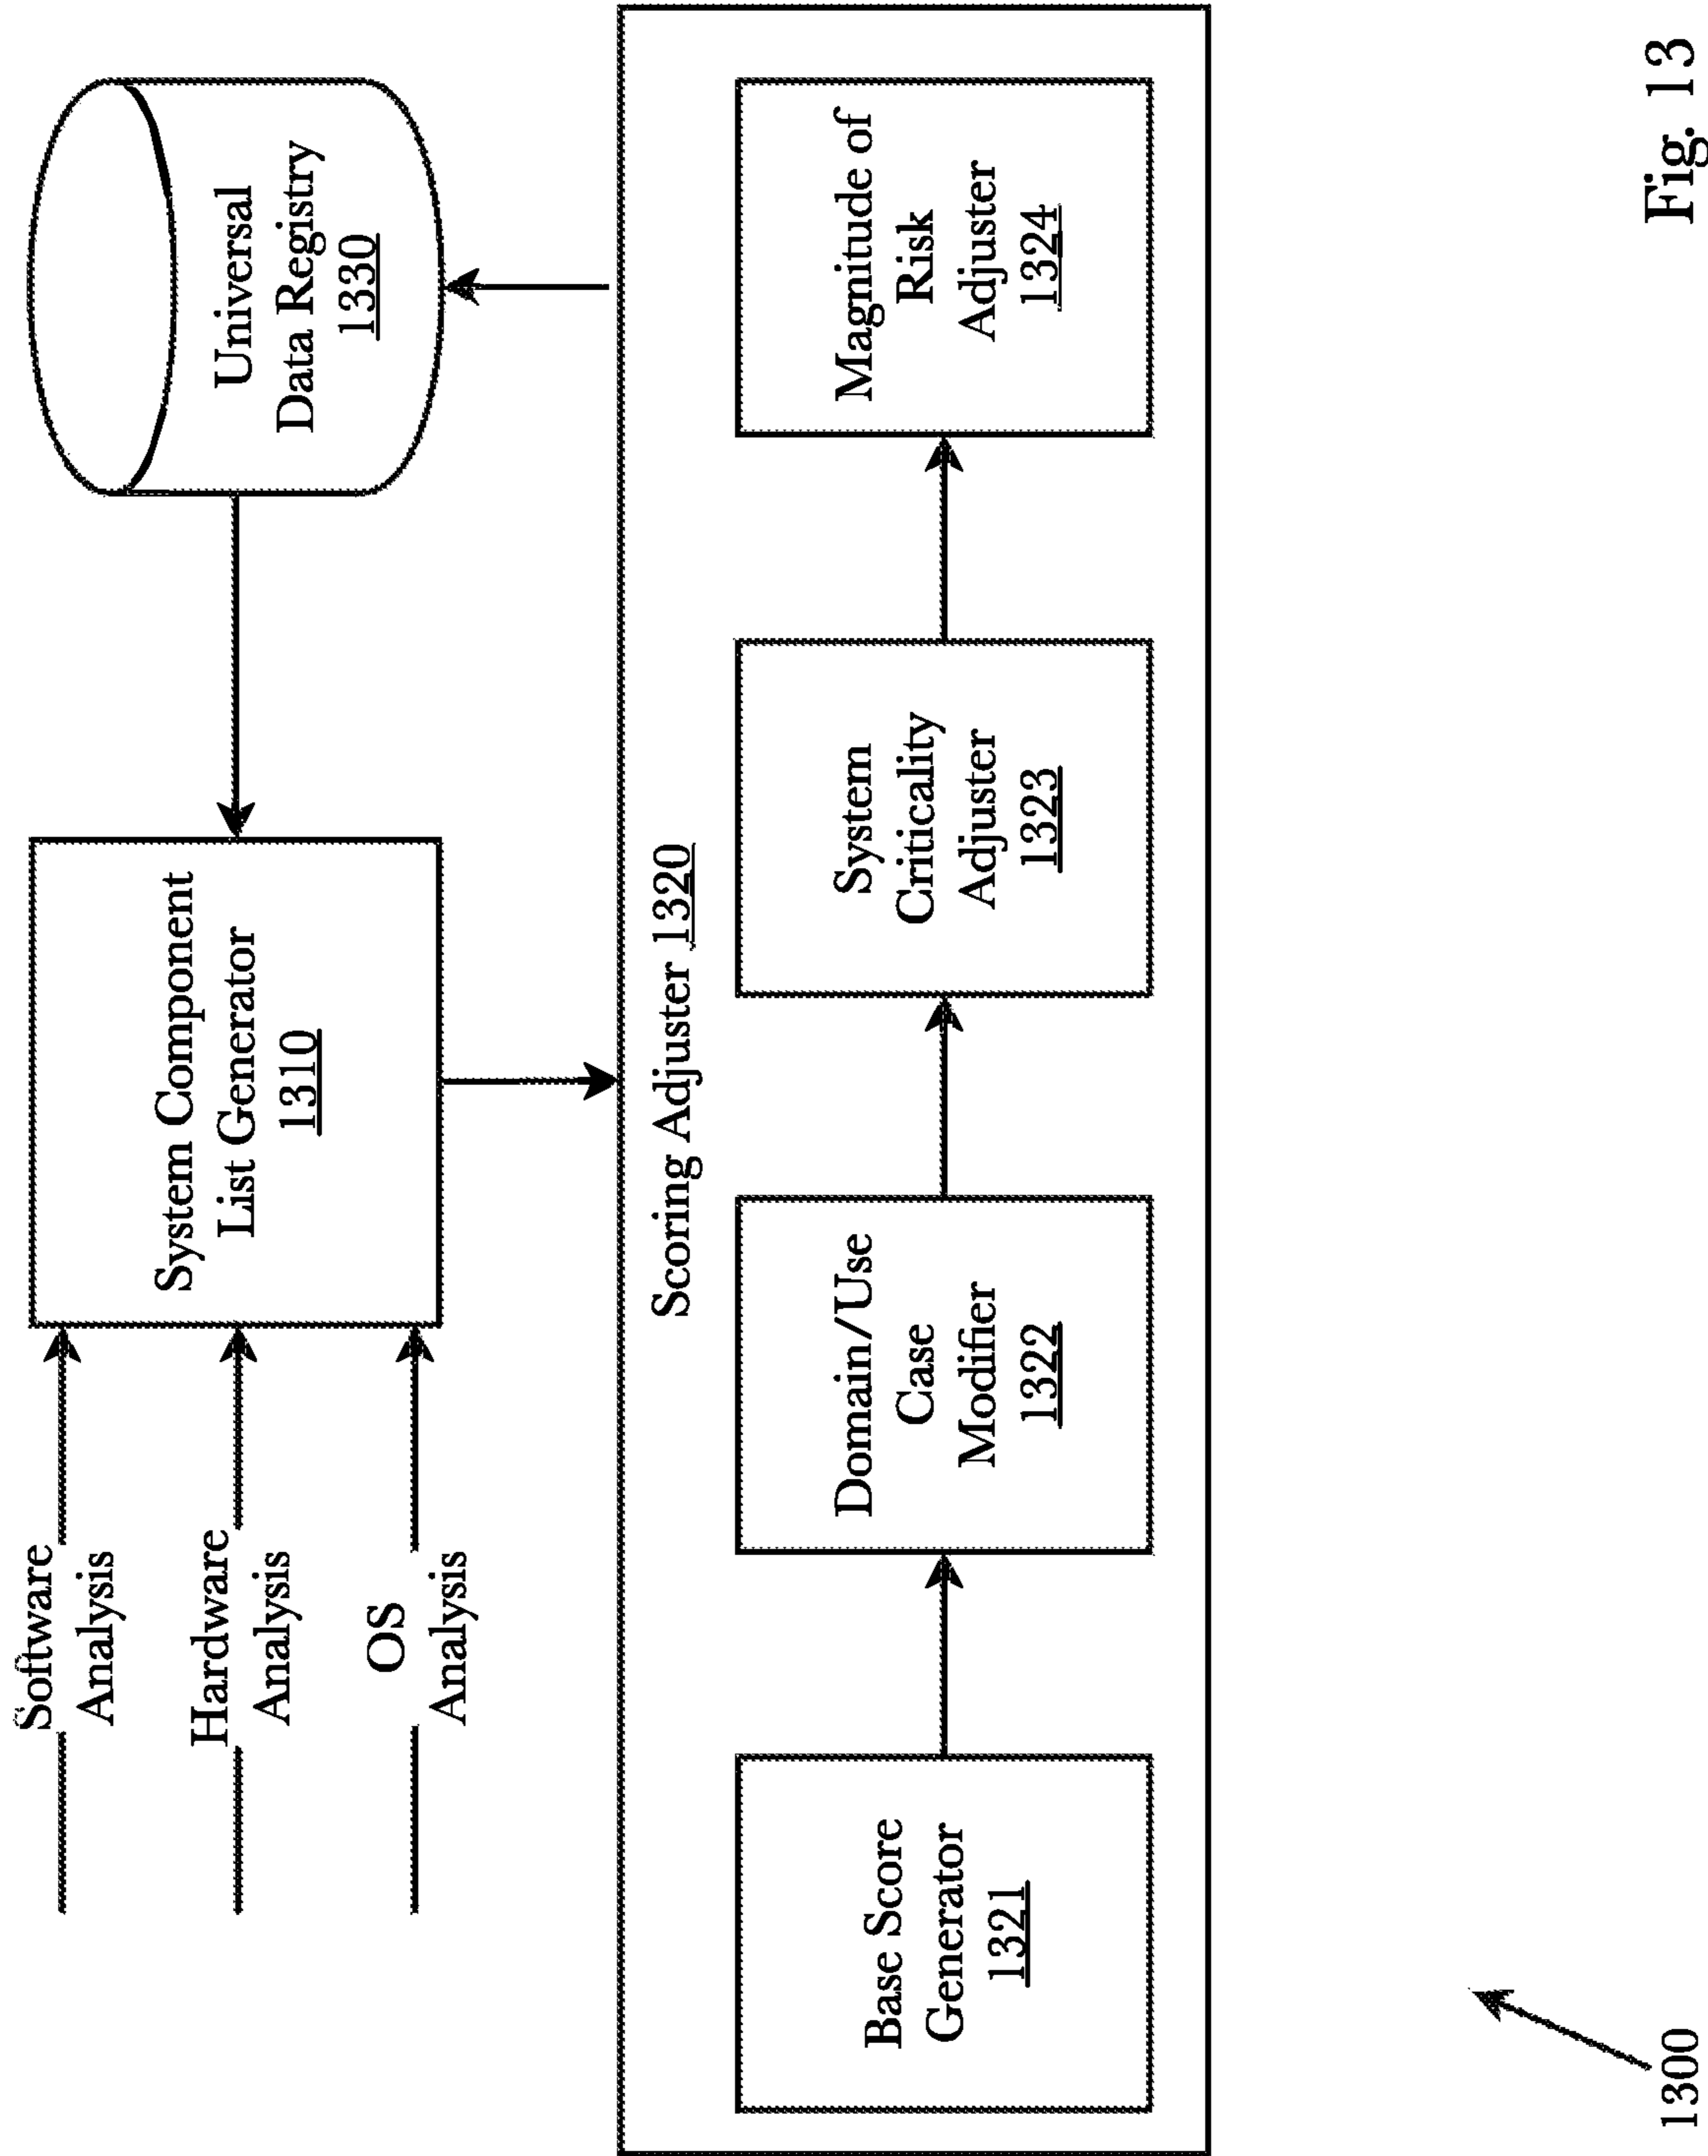 Software
Analysis
Hardware
Analysis
OS
Analysis
System Component
List Generator
1310
Universal
Data Registry
1330
Scoring Adjuster 1320
Base Score
Generator
1321
Domain/Use
Case
Modifier
1322
System
Criticality
Adjuster
1323
Magnitude of
Risk
Adjuster
1324
1300
Fig. 13